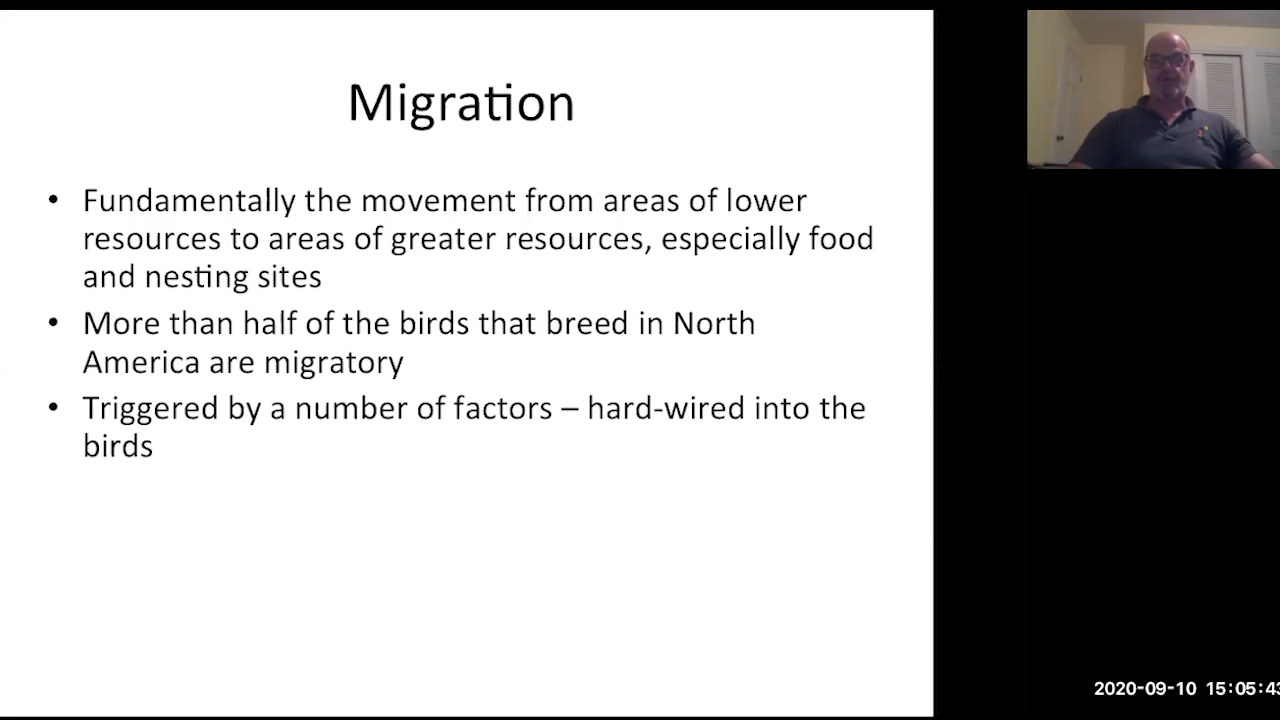 Migration
• Fundamentally the movement from areas of lower
resources to areas of greater resources, especially food
and nesting sites
• More than half of the birds that breed in North
America are migratory
• Triggered by a number of factors – hard-wired into the
birds
2020-09-10 15:05:43